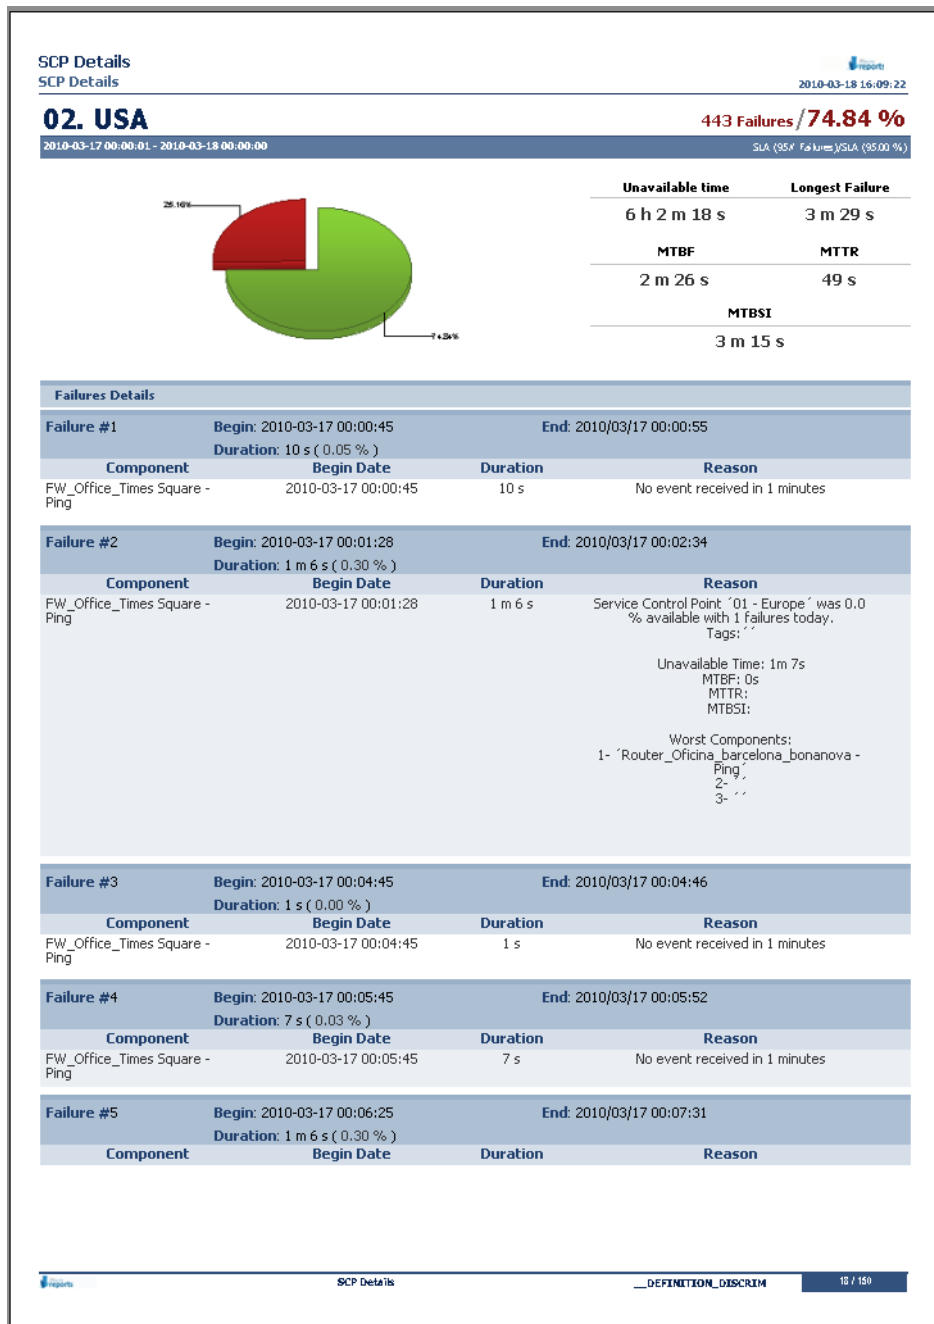 SCP Details
SCP Details
reports
2010-03-18 16:09:22
02. USA
443 Failures/74.84 %
2010-03-17 00:00:01 - 2010-03-18 00:00:00
SLA (95# Failures)/SLA (95.00 %)
25.16%
74.84%
Unavailable time Longest Failure
6 h 2 m 18 s 3 m 29 s
MTBF MTTR
2 m 26 s 49 s
MTBSI
3 m 15 s
Failures Details
Failure #1 Begin: 2010-03-17 00:00:45 End: 2010/03/17 00:00:55
Duration: 10 s ( 0.05 % )
Component Begin Date Duration Reason
FW_Office_Times Square - 2010-03-17 00:00:45 10 s No event received in 1 minutes
Ping
Failure #2 Begin: 2010-03-17 00:01:28 End: 2010/03/17 00:02:34
Duration: 1 m 6 s ( 0.30 % )
Component Begin Date Duration Reason
FW_Office_Times Square - 2010-03-17 00:01:28 1 m 6 s Service Control Point ´01 - Europe´ was 0.0
Ping % available with 1 failures today.
Tags:´´
Unavailable Time: 1m 7s
MTBF: 0s
MTTR:
MTBSI:
Worst Components:
1- ´Router_Oficina_barcelona_bonanova -
Ping´
2- ´´
3- ´´
Failure #3 Begin: 2010-03-17 00:04:45 End: 2010/03/17 00:04:46
Duration: 1 s ( 0.00 % )
Component Begin Date Duration Reason
FW_Office_Times Square - 2010-03-17 00:04:45 1 s No event received in 1 minutes
Ping
Failure #4 Begin: 2010-03-17 00:05:45 End: 2010/03/17 00:05:52
Duration: 7 s ( 0.03 % )
Component Begin Date Duration Reason
FW_Office_Times Square - 2010-03-17 00:05:45 7 s No event received in 1 minutes
Ping
Failure #5 Begin: 2010-03-17 00:06:25 End: 2010/03/17 00:07:31
Duration: 1 m 6 s ( 0.30 % )
Component Begin Date Duration Reason
reports SCP Details __DEFINITION_DISCRIM 18 / 150